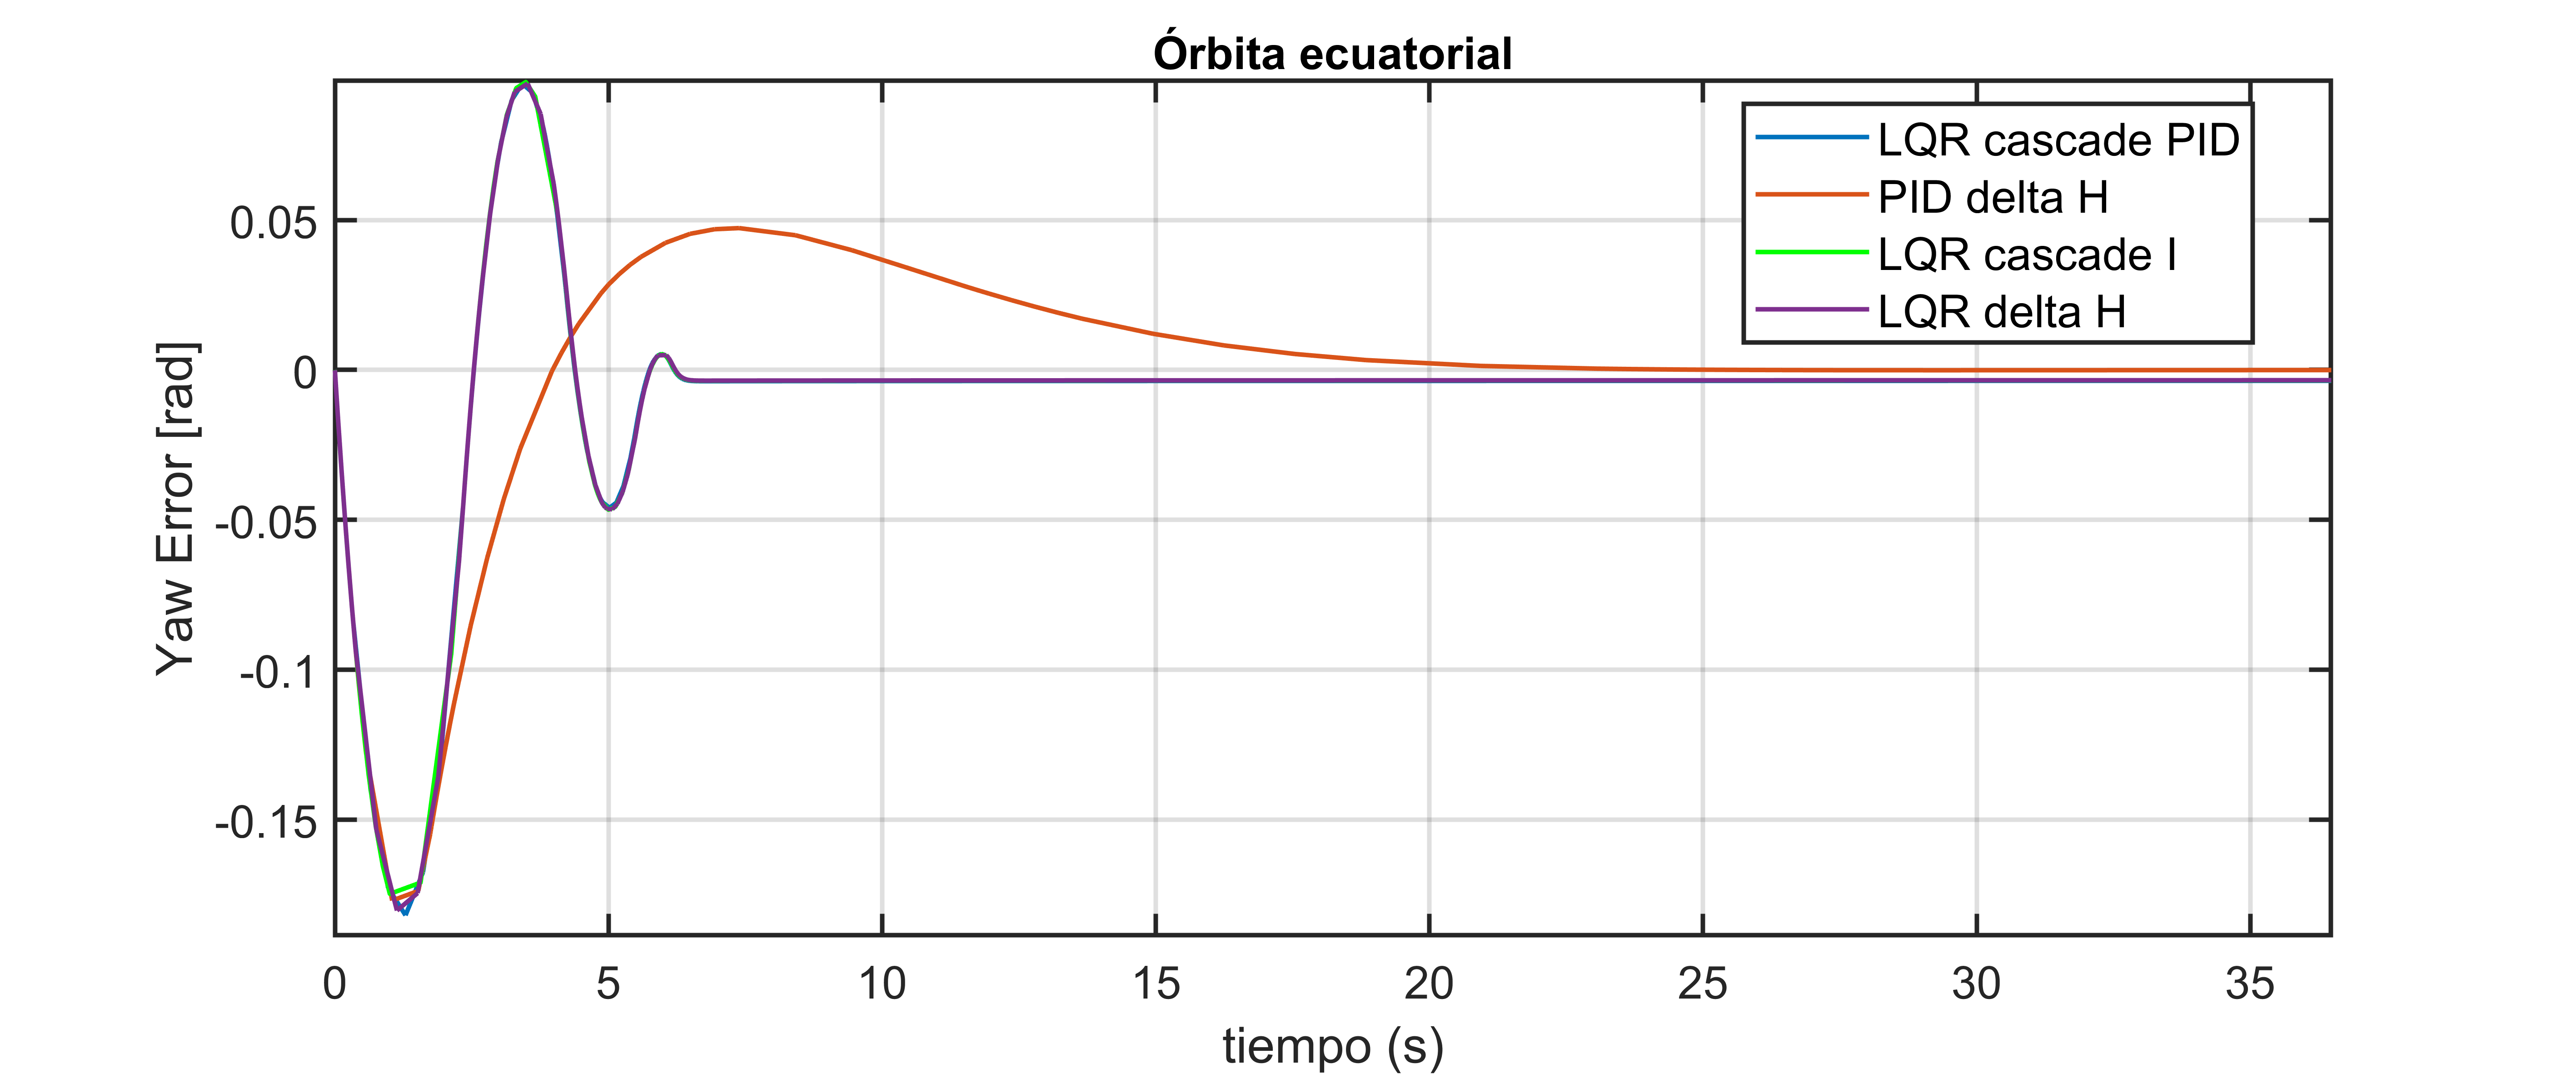 Órbita ecuatorial
LQR cascade PID
PID delta H
LQR cascade I
LQR delta H
Yaw Error [rad]
0.05
0
-0.05
-0.1
-0.15
0 5 10 15 20 25 30 35
tiempo (s)